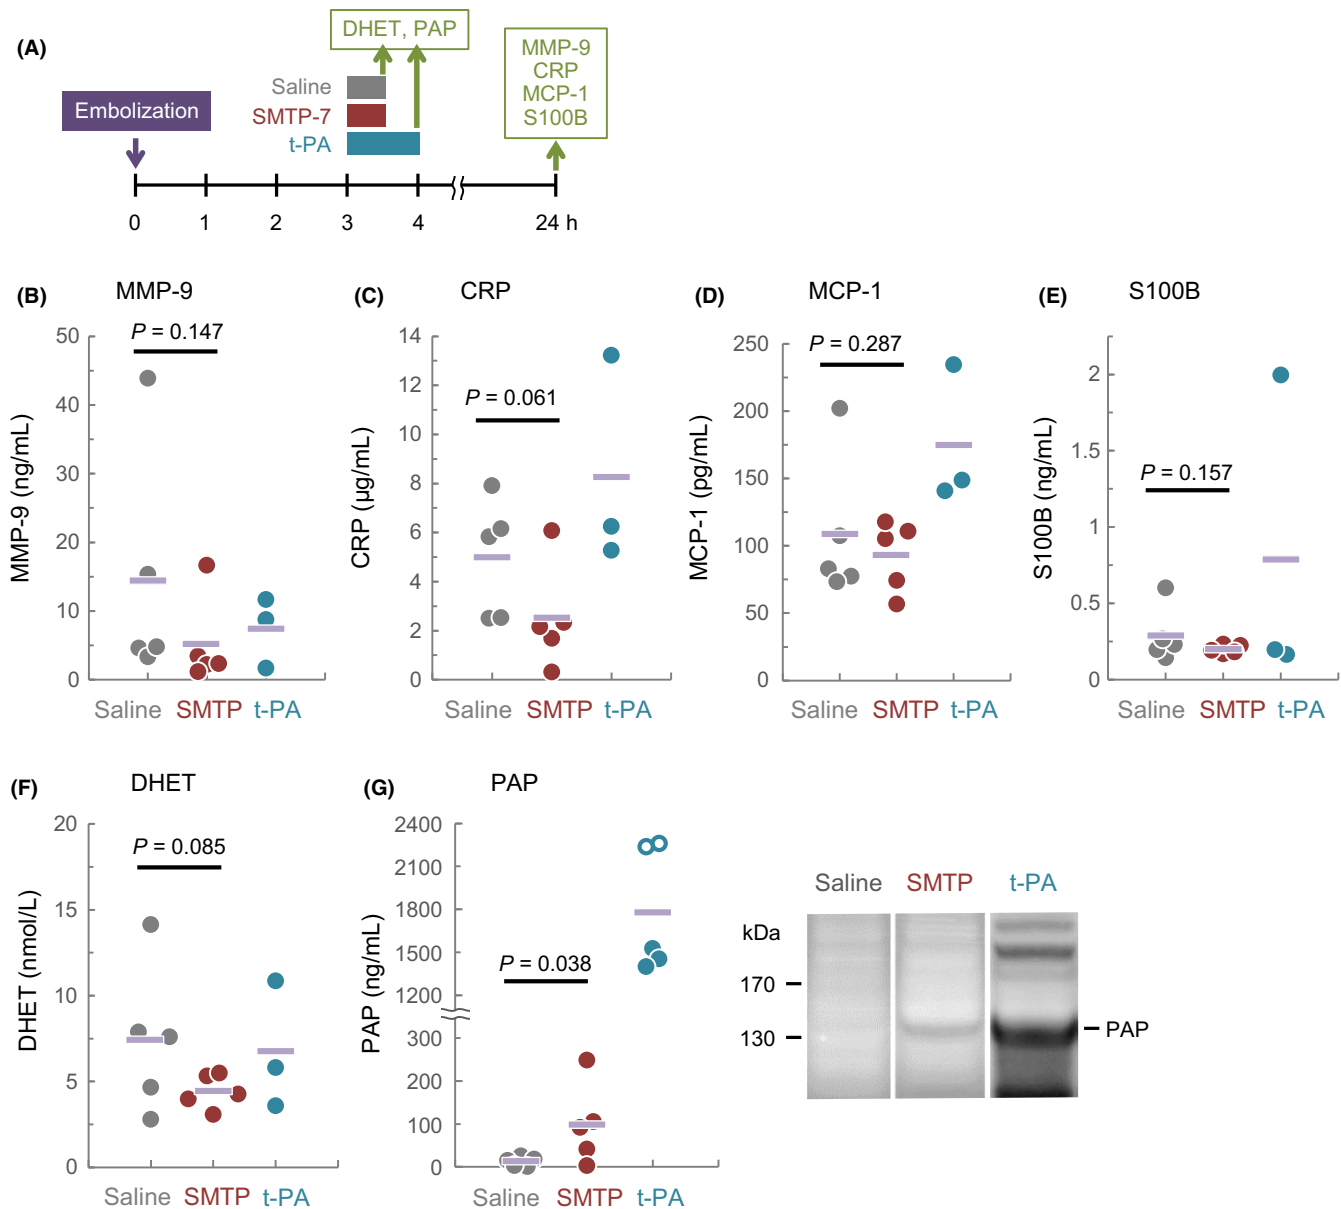 (A)
DHET, PAP
MMP-9
CRP
MCP-1
S100B
Saline
SMTP-7
t-PA
Embolization
0 1 2 3 4 24 h
(B) MMP-9
P = 0.147
MMP-9 (ng/mL)
50
40
30
20
10
0
Saline SMTP t-PA
(C) CRP
P = 0.061
CRP (μg/mL)
14
12
10
8
6
4
2
0
Saline SMTP t-PA
(D) MCP-1
P = 0.287
MCP-1 (pg/mL)
250
200
150
100
50
0
Saline SMTP t-PA
(E) S100B
P = 0.157
S100B (ng/mL)
2
1.5
1
0.5
0
Saline SMTP t-PA
(F) DHET
P = 0.085
DHET (nmol/L)
20
15
10
5
0
Saline SMTP t-PA
(G) PAP
P = 0.038
PAP (ng/mL)
2400
2100
1800
1500
1200
300
200
100
0
Saline SMTP t-PA
Saline SMTP t-PA
kDa
170
130
PAP